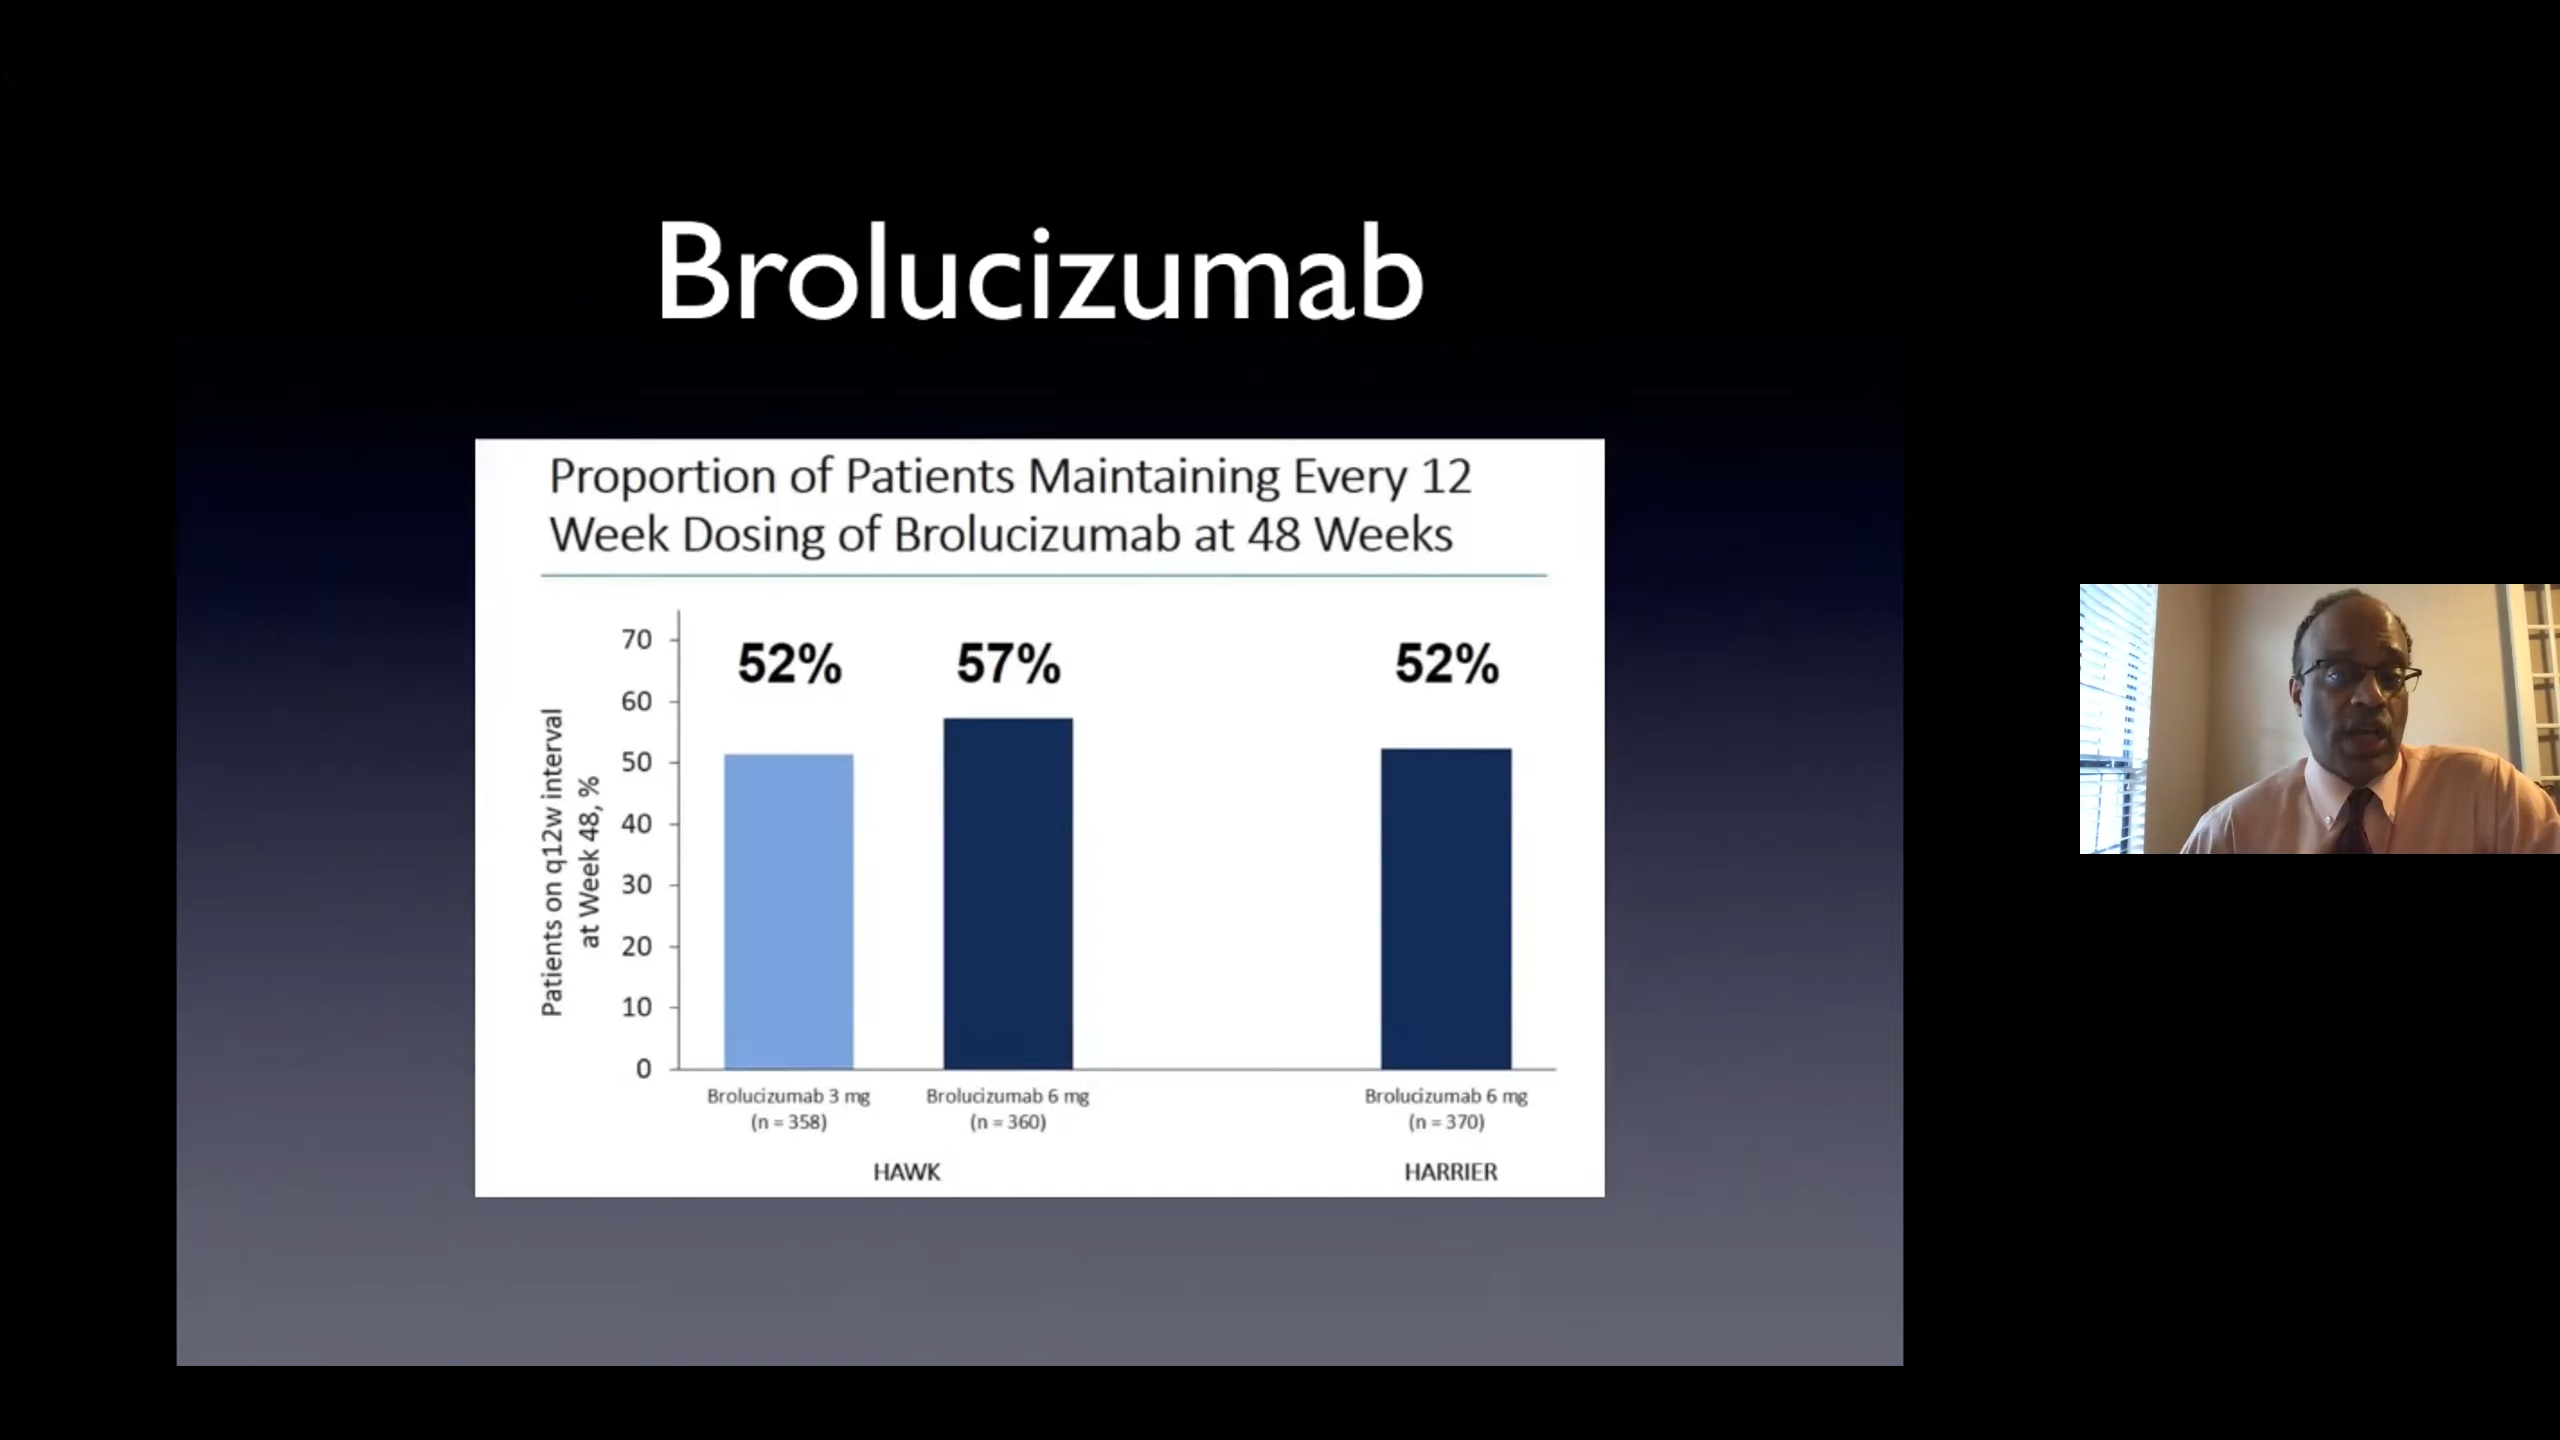 Brolucizumab
Proportion of Patients Maintaining Every 12
Week Dosing of Brolucizumab at 48 Weeks
Patients on q12w interval
at Week 48, %
70
60
50
40
30
20
10
0
52%
57%
52%
Brolucizumab 3 mg
(n = 358)
Brolucizumab 6 mg
(n = 360)
Brolucizumab 6 mg
(n = 370)
HAWK
HARRIER